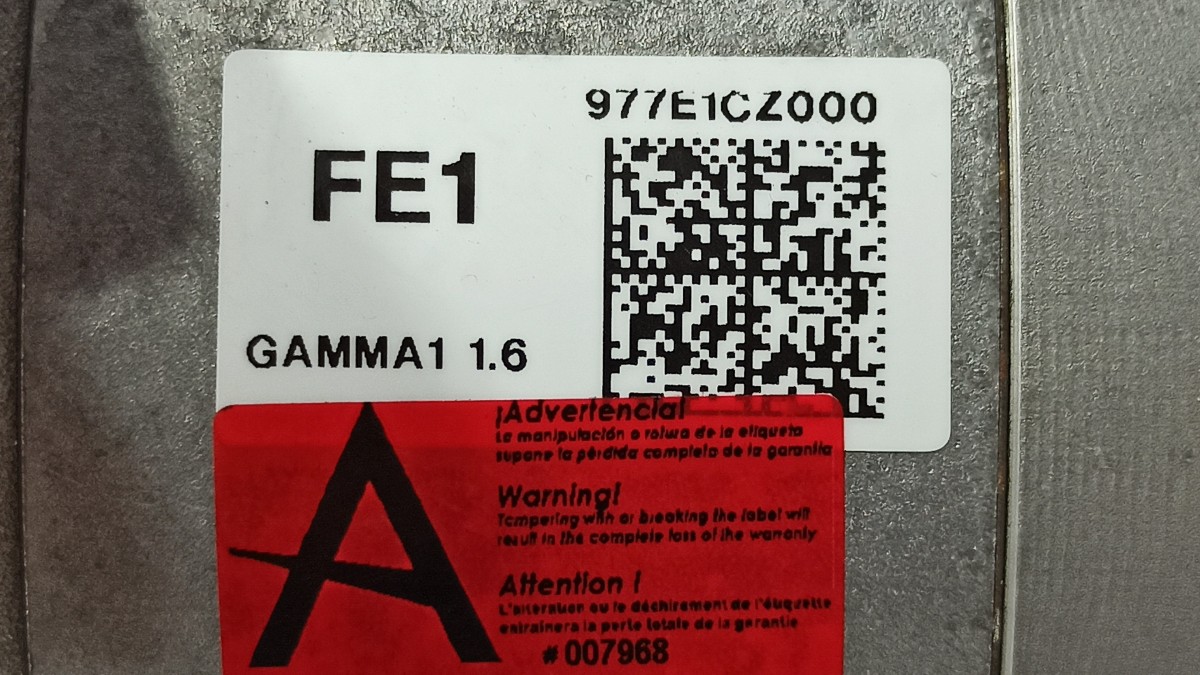 977E1CZ000
FE1
GAMMA1 1.6
¡Advertencia!
La manipulación o rotura de la etiqueta
supone la pérdida completa de la garantía
Warning!
Tampering with or breaking the label will
result in the complete loss of the warranty
Attention !
L'altération ou le déchirement de l'étiquette
entraînera la perte totale de la garantie
#007968